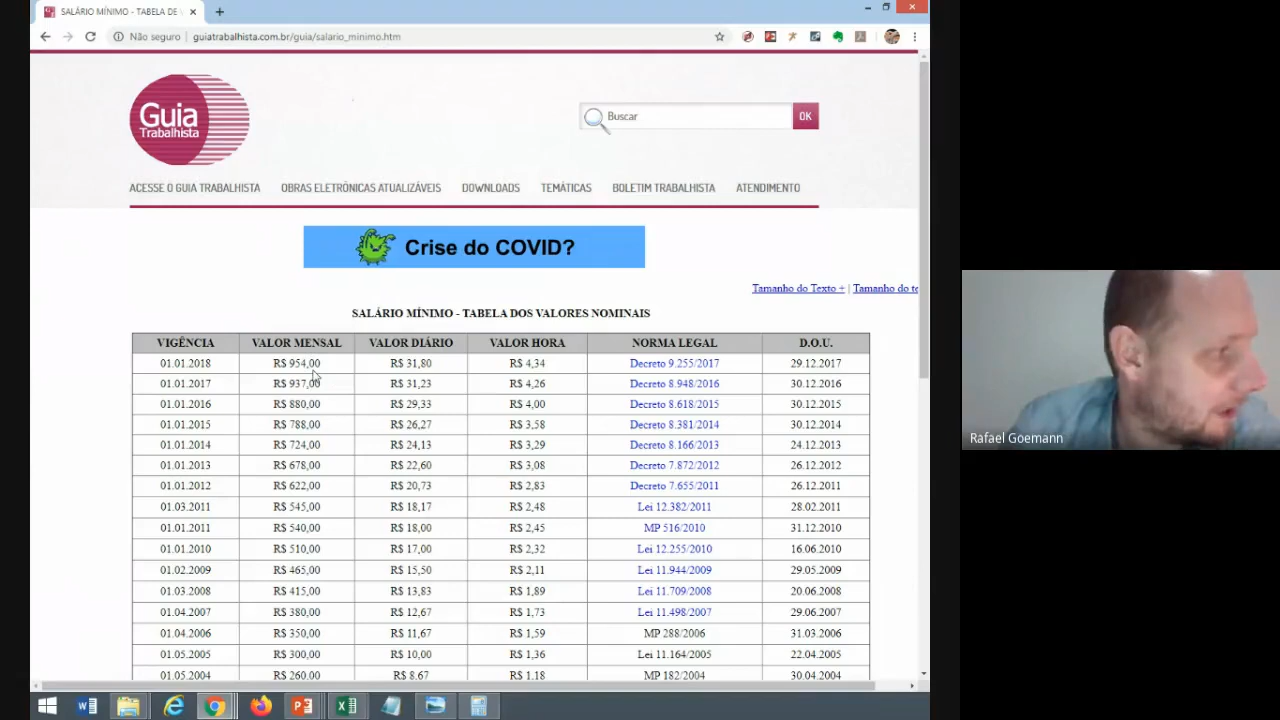 SALÁRIO MÍNIMO - TABELA DE
Não seguro | guiatrabalhista.com.br/guia/salario_minimo.htm
Guia
Trabalhista
Buscar
OK
ACESSE O GUIA TRABALHISTA OBRAS ELETRÔNICAS ATUALIZÁVEIS DOWNLOADS TEMÁTICAS BOLETIM TRABALHISTA ATENDIMENTO
Crise do COVID?
Tamanho do Texto + | Tamanho do te
SALÁRIO MÍNIMO - TABELA DOS VALORES NOMINAIS
VIGÊNCIA VALOR MENSAL VALOR DIÁRIO VALOR HORA NORMA LEGAL D.O.U.
01.01.2018 R$ 954,00 R$ 31,80 R$ 4,34 Decreto 9.255/2017 29.12.2017
01.01.2017 R$ 937,00 R$ 31,23 R$ 4,26 Decreto 8.948/2016 30.12.2016
01.01.2016 R$ 880,00 R$ 29,33 R$ 4,00 Decreto 8.618/2015 30.12.2015
01.01.2015 R$ 788,00 R$ 26,27 R$ 3,58 Decreto 8.381/2014 30.12.2014
01.01.2014 R$ 724,00 R$ 24,13 R$ 3,29 Decreto 8.166/2013 24.12.2013
01.01.2013 R$ 678,00 R$ 22,60 R$ 3,08 Decreto 7.872/2012 26.12.2012
01.01.2012 R$ 622,00 R$ 20,73 R$ 2,83 Decreto 7.655/2011 26.12.2011
01.03.2011 R$ 545,00 R$ 18,17 R$ 2,48 Lei 12.382/2011 28.02.2011
01.01.2011 R$ 540,00 R$ 18,00 R$ 2,45 MP 516/2010 31.12.2010
01.01.2010 R$ 510,00 R$ 17,00 R$ 2,32 Lei 12.255/2010 16.06.2010
01.02.2009 R$ 465,00 R$ 15,50 R$ 2,11 Lei 11.944/2009 29.05.2009
01.03.2008 R$ 415,00 R$ 13,83 R$ 1,89 Lei 11.709/2008 20.06.2008
01.04.2007 R$ 380,00 R$ 12,67 R$ 1,73 Lei 11.498/2007 29.06.2007
01.04.2006 R$ 350,00 R$ 11,67 R$ 1,59 MP 288/2006 31.03.2006
01.05.2005 R$ 300,00 R$ 10,00 R$ 1,36 Lei 11.164/2005 22.04.2005
01.05.2004 R$ 260,00 R$ 8,67 R$ 1,18 MP 182/2004 30.04.2004
Rafael Goemann